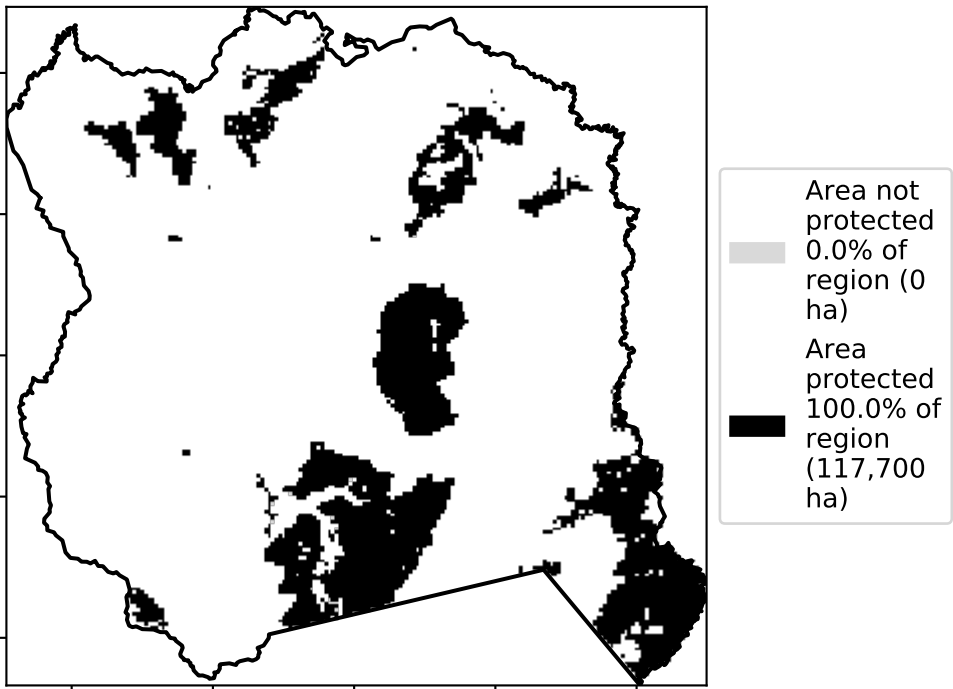 Area not
protected
0.0% of
region (0
ha)
Area
protected
100.0% of
region
(117,700
ha)